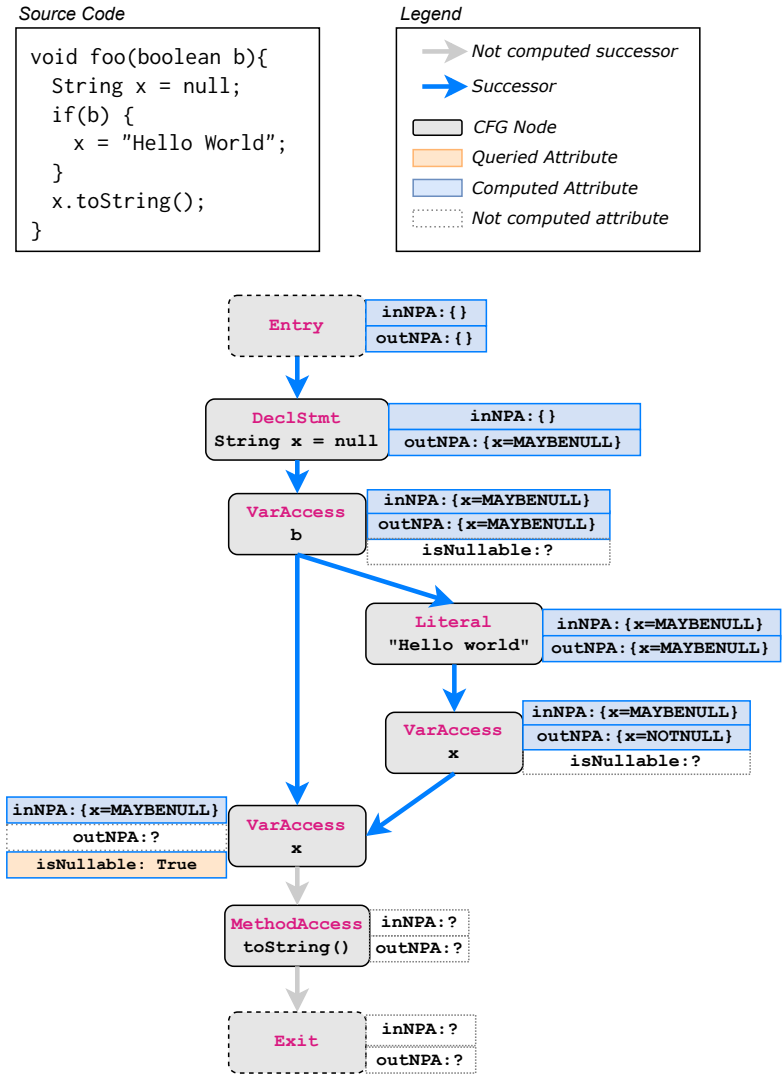 Source Code
void foo(boolean b){
  String x = null;
  if(b) {
    x = "Hello World";
  }
  x.toString();
}
Legend
Not computed successor
Successor
CFG Node
Queried Attribute
Computed Attribute
Not computed attribute
Entry
inNPA:{}
outNPA:{}
DeclStmt
String x = null
inNPA:{}
outNPA:{x=MAYBENULL}
VarAccess
b
inNPA:{x=MAYBENULL}
outNPA:{x=MAYBENULL}
isNullable:?
Literal
"Hello world"
inNPA:{x=MAYBENULL}
outNPA:{x=MAYBENULL}
VarAccess
x
inNPA:{x=MAYBENULL}
outNPA:{x=NOTNULL}
isNullable:?
inNPA:{x=MAYBENULL}
outNPA:?
isNullable: True
VarAccess
x
MethodAccess
toString()
inNPA:?
outNPA:?
Exit
inNPA:?
outNPA:?